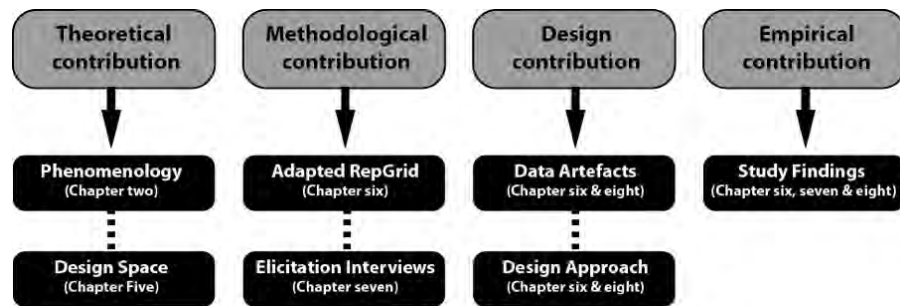 Theoretical
contribution
Methodological
contribution
Design
contribution
Empirical
contribution
Phenomenology
(Chapter two)
Adapted RepGrid
(Chapter six)
Data Artefacts
(Chapter six & eight)
Study Findings
(Chapter six, seven & eight)
Design Space
(Chapter Five)
Elicitation Interviews
(Chapter seven)
Design Approach
(Chapter six & eight)